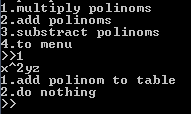 1.multiply polinoms
2.add polinoms
3.substract polinoms
4.to menu
>>1
x^2yz
1.add polinom to table
2.do nothing
>>